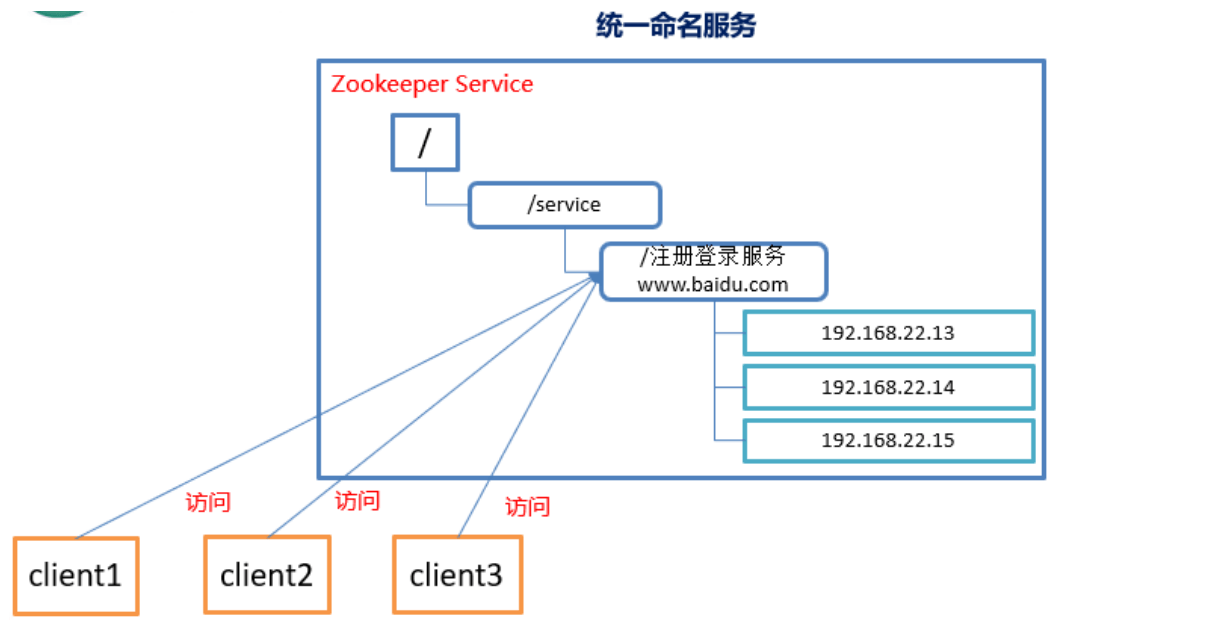 统一命名服务
Zookeeper Service
/
/service
/注册登录服务
www.baidu.com
192.168.22.13
192.168.22.14
192.168.22.15
访问
访问
访问
client1
client2
client3